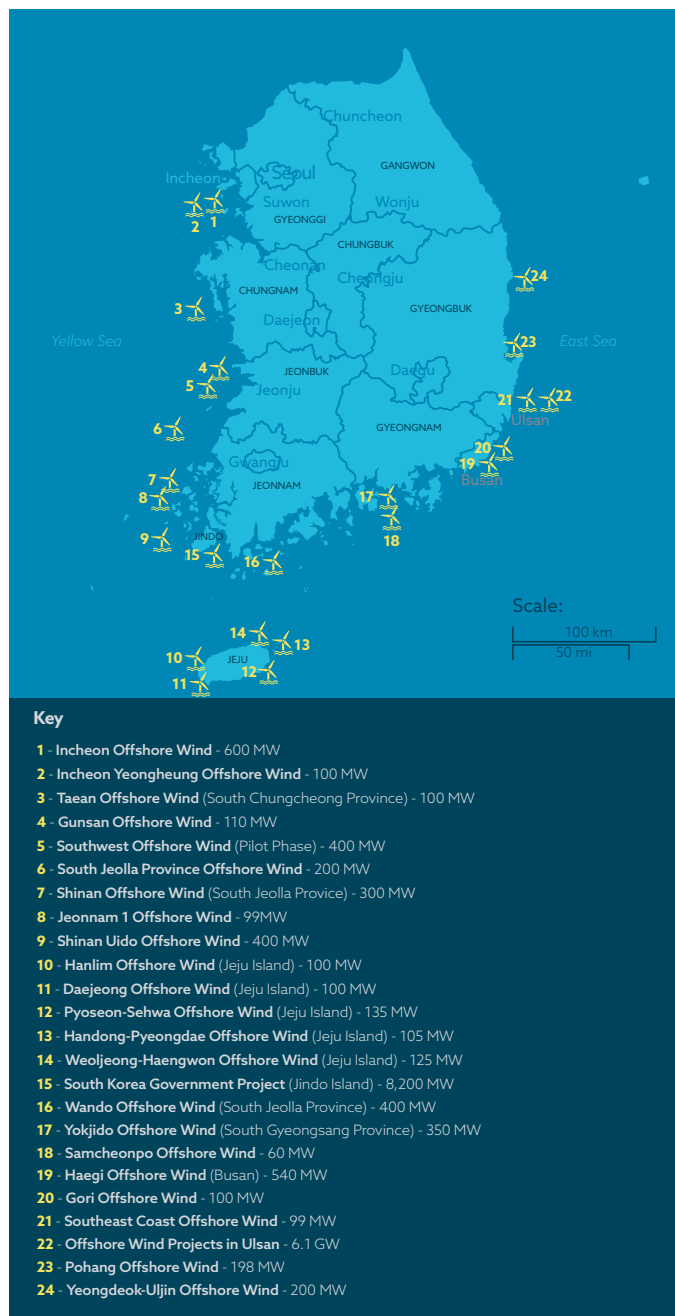 Chuncheon
GANGWON
Seoul
Incheon
Suwon
Wonju
GYEONGGI
2
1
CHUNGBUK
Cheonan
Cheongju
24
CHUNGNAM
GYEONGBUK
3
Daejeon
Yellow Sea
East Sea
23
4
JEONBUK
Daegu
5
Jeonju
21
22
Ulsan
6
GYEONGNAM
20
Gwangju
19
7
JEONNAM
Busan
8
17
18
9
JINDO
15
16
Scale:
100 km
50 mi
14
13
10
JEJU
12
11
Key
1 - Incheon Offshore Wind - 600 MW
2 - Incheon Yeongheung Offshore Wind - 100 MW
3 - Taean Offshore Wind (South Chungcheong Province) - 100 MW
4 - Gunsan Offshore Wind - 110 MW
5 - Southwest Offshore Wind (Pilot Phase) - 400 MW
6 - South Jeolla Province Offshore Wind - 200 MW
7 - Shinan Offshore Wind (South Jeolla Provice) - 300 MW
8 - Jeonnam 1 Offshore Wind - 99MW
9 - Shinan Uido Offshore Wind - 400 MW
10 - Hanlim Offshore Wind (Jeju Island) - 100 MW
11 - Daejeong Offshore Wind (Jeju Island) - 100 MW
12 - Pyoseon-Sehwa Offshore Wind (Jeju Island) - 135 MW
13 - Handong-Pyeongdae Offshore Wind (Jeju Island) - 105 MW
14 - Weoljeong-Haengwon Offshore Wind (Jeju Island) - 125 MW
15 - South Korea Government Project (Jindo Island) - 8,200 MW
16 - Wando Offshore Wind (South Jeolla Province) - 400 MW
17 - Yokjido Offshore Wind (South Gyeongsang Province) - 350 MW
18 - Samcheonpo Offshore Wind - 60 MW
19 - Haegi Offshore Wind (Busan) - 540 MW
20 - Gori Offshore Wind - 100 MW
21 - Southeast Coast Offshore Wind - 99 MW
22 - Offshore Wind Projects in Ulsan - 6.1 GW
23 - Pohang Offshore Wind - 198 MW
24 - Yeongdeok-Uljin Offshore Wind - 200 MW